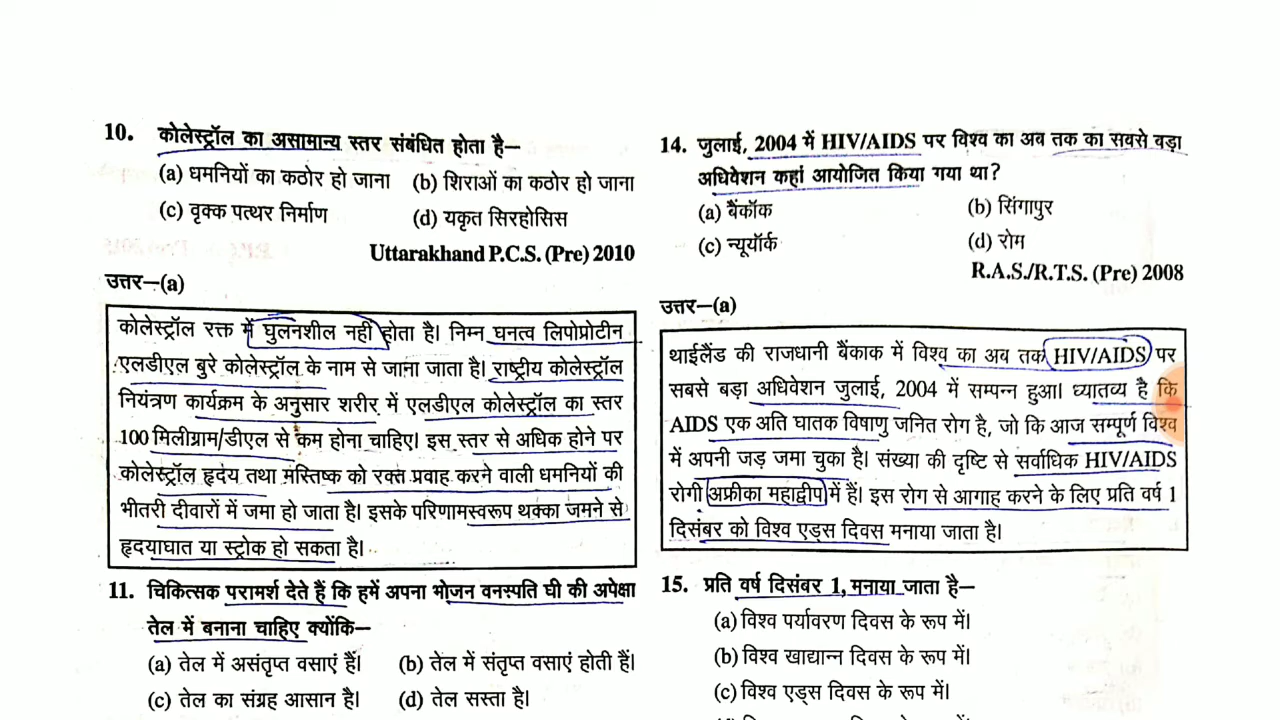 10. कोलेस्ट्रॉल का असामान्य स्तर संबंधित होता है–
(a) धमनियों का कठोर हो जाना (b) शिराओं का कठोर हो जाना
(c) वृक्क पत्थर निर्माण (d) यकृत सिरहोसिस
Uttarakhand P.C.S. (Pre) 2010
उत्तर–(a)
कोलेस्ट्रॉल रक्त में घुलनशील नहीं होता है। निम्न घनत्व लिपोप्रोटीन
एलडीएल बुरे कोलेस्ट्रॉल के नाम से जाना जाता है। राष्ट्रीय कोलेस्ट्रॉल
नियंत्रण कार्यक्रम के अनुसार शरीर में एलडीएल कोलेस्ट्रॉल का स्तर
100 मिलीग्राम/डीएल से कम होना चाहिए। इस स्तर से अधिक होने पर
कोलेस्ट्रॉल हृदय तथा मस्तिष्क को रक्त प्रवाह करने वाली धमनियों की
भीतरी दीवारों में जमा हो जाता है। इसके परिणामस्वरूप थक्का जमने से
हृदयाघात या स्ट्रोक हो सकता है।
11. चिकित्सक परामर्श देते हैं कि हमें अपना भोजन वनस्पति घी की अपेक्षा
तेल में बनाना चाहिए क्योंकि–
(a) तेल में असंतृप्त वसाएं हैं। (b) तेल में संतृप्त वसाएं होती हैं।
(c) तेल का संग्रह आसान है। (d) तेल सस्ता है।
14. जुलाई, 2004 में HIV/AIDS पर विश्व का अब तक का सबसे बड़ा
अधिवेशन कहां आयोजित किया गया था?
(a) बैंकॉक (b) सिंगापुर
(c) न्यूयॉर्क (d) रोम
R.A.S./R.T.S. (Pre) 2008
उत्तर–(a)
थाईलैंड की राजधानी बैंकाक में विश्व का अब तक HIV/AIDS पर
सबसे बड़ा अधिवेशन जुलाई, 2004 में सम्पन्न हुआ। ध्यातव्य है कि
AIDS एक अति घातक विषाणु जनित रोग है, जो कि आज सम्पूर्ण विश्व
में अपनी जड़ जमा चुका है। संख्या की दृष्टि से सर्वाधिक HIV/AIDS
रोगी अफ्रीका महाद्वीप में हैं। इस रोग से आगाह करने के लिए प्रति वर्ष 1
दिसंबर को विश्व एड्स दिवस मनाया जाता है।
15. प्रति वर्ष दिसंबर 1, मनाया जाता है–
(a) विश्व पर्यावरण दिवस के रूप में।
(b) विश्व खाद्यान्न दिवस के रूप में।
(c) विश्व एड्स दिवस के रूप में।